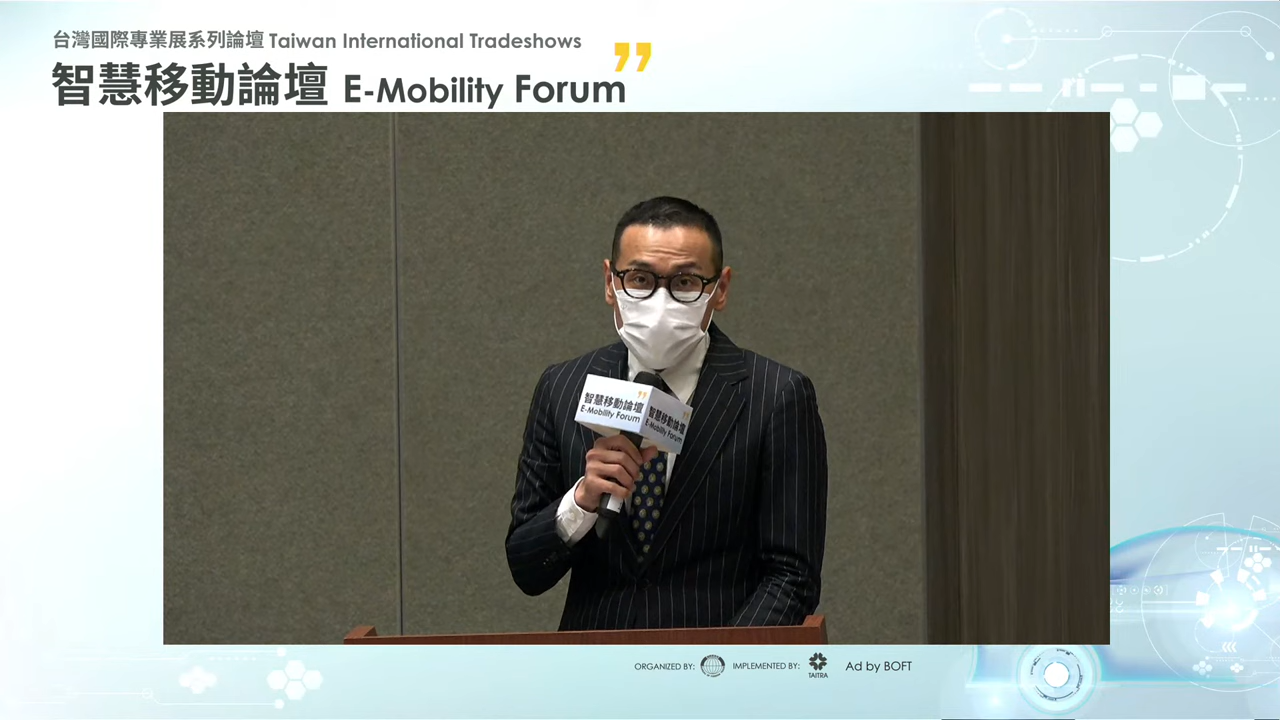 台灣國際專業展系列論壇 Taiwan International Tradeshows
智慧移動論壇 E-Mobility Forum
智慧移動論壇
E-Mobility Forum
智慧移動論壇
E-Mobility Forum
ORGANIZED BY: IMPLEMENTED BY: TAITRA Ad by BOFT